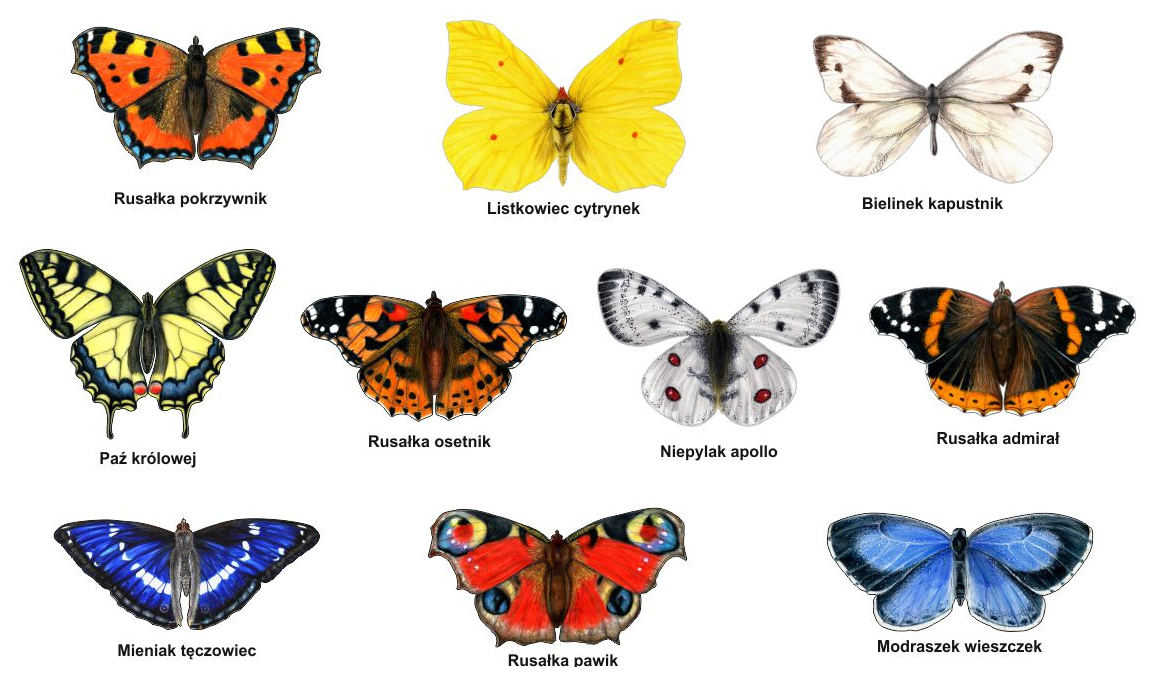 Rusałka pokrzywnik
Listkowiec cytrynek
Bielinek kapustnik
Paź królowej
Rusałka osetnik
Niepylak apollo
Rusałka admirał
Mieniak tęczowiec
Rusałka pawik
Modraszek wieszczek